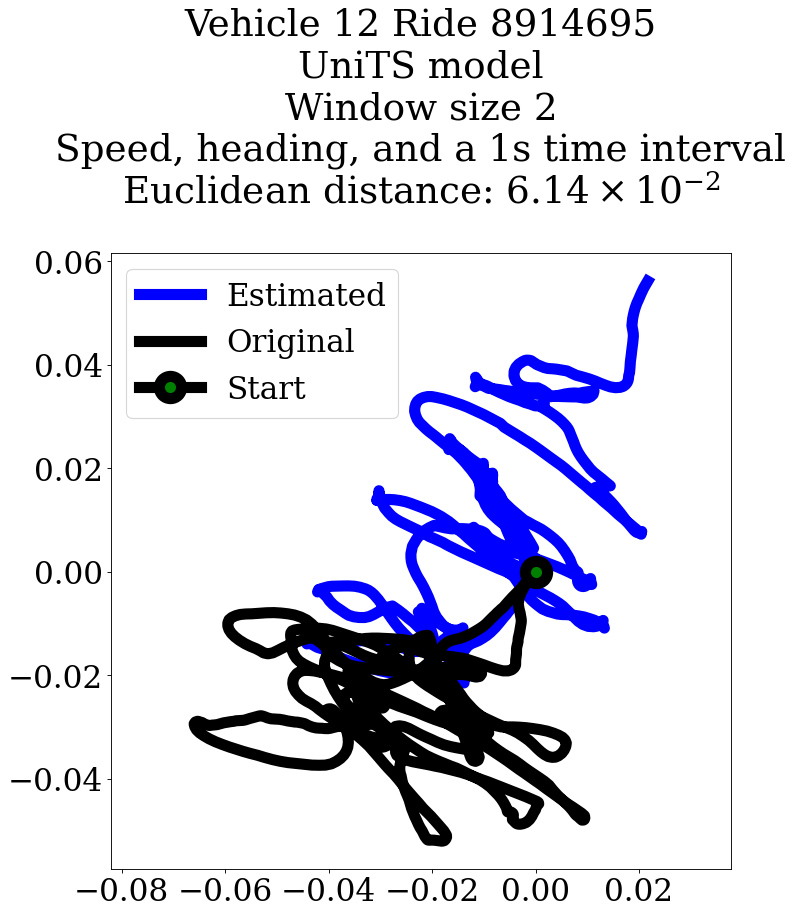 Vehicle 12 Ride 8914695
UniTS model
Window size 2
Speed, heading, and a 1s time interval
Euclidean distance: 6.14 × 10⁻²
0.06
0.04
0.02
0.00
−0.02
−0.04
Estimated
Original
Start
−0.08 −0.06 −0.04 −0.02 0.00 0.02